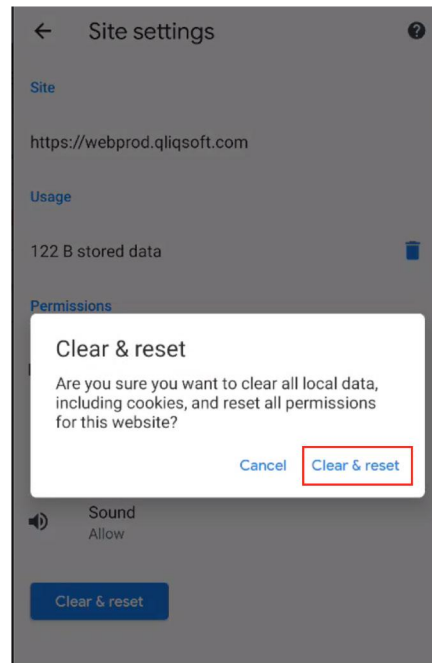 Site settings
Site
https://webprod.qliqsoft.com
Usage
122 B stored data
Permissions
Clear & reset
Are you sure you want to clear all local data,
including cookies, and reset all permissions
for this website?
Cancel Clear & reset
Sound
Allow
Clear & reset